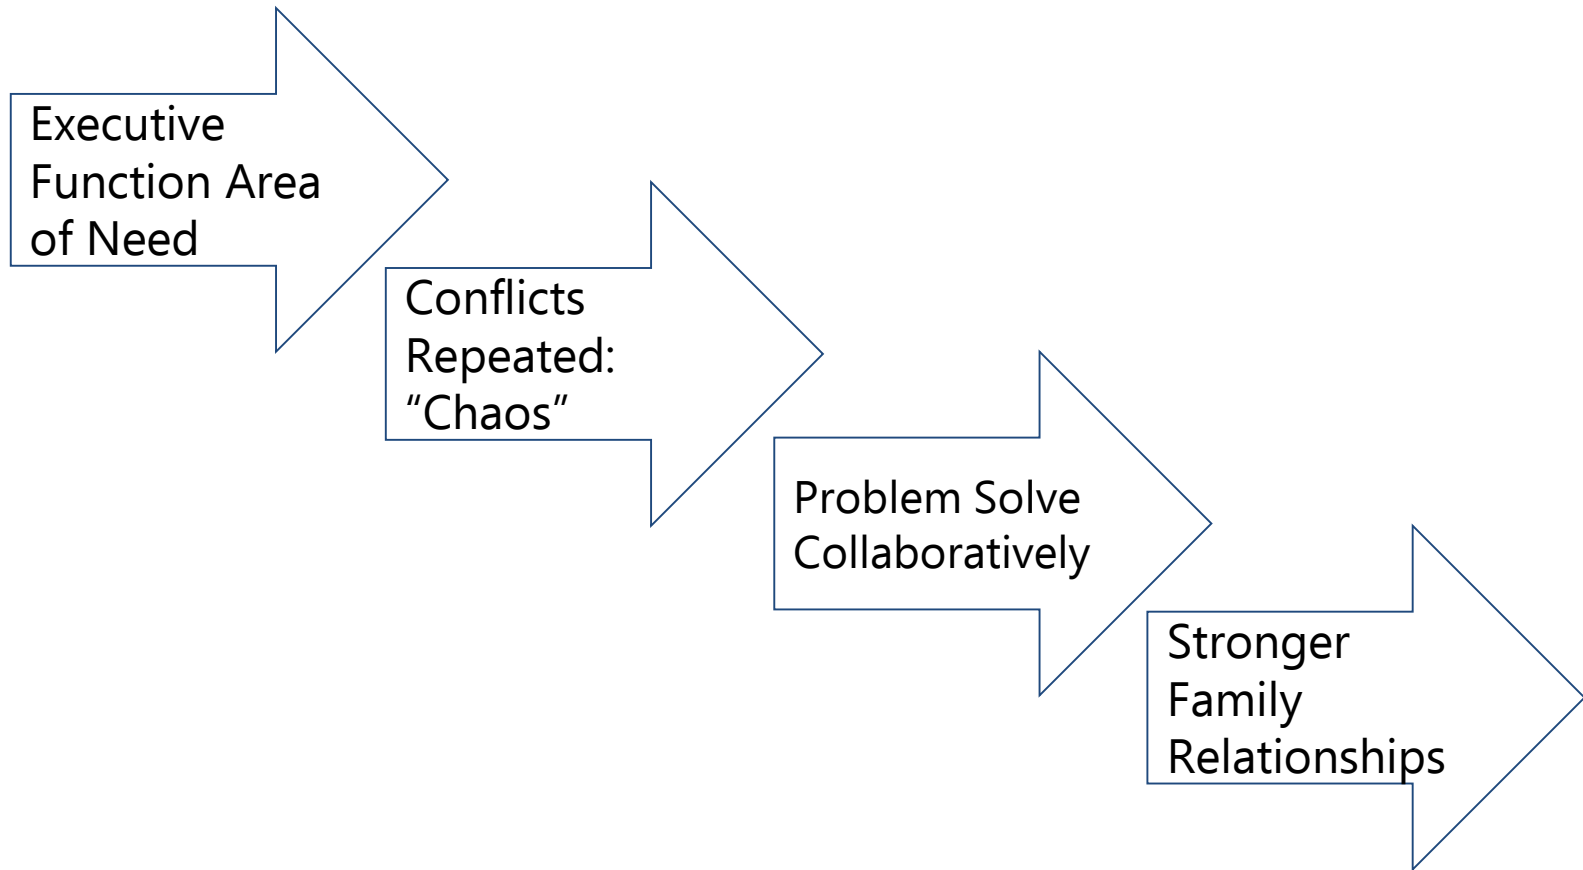 Executive
Function Area
of Need
Conflicts
Repeated:
“Chaos”
Problem Solve
Collaboratively
Stronger
Family
Relationships